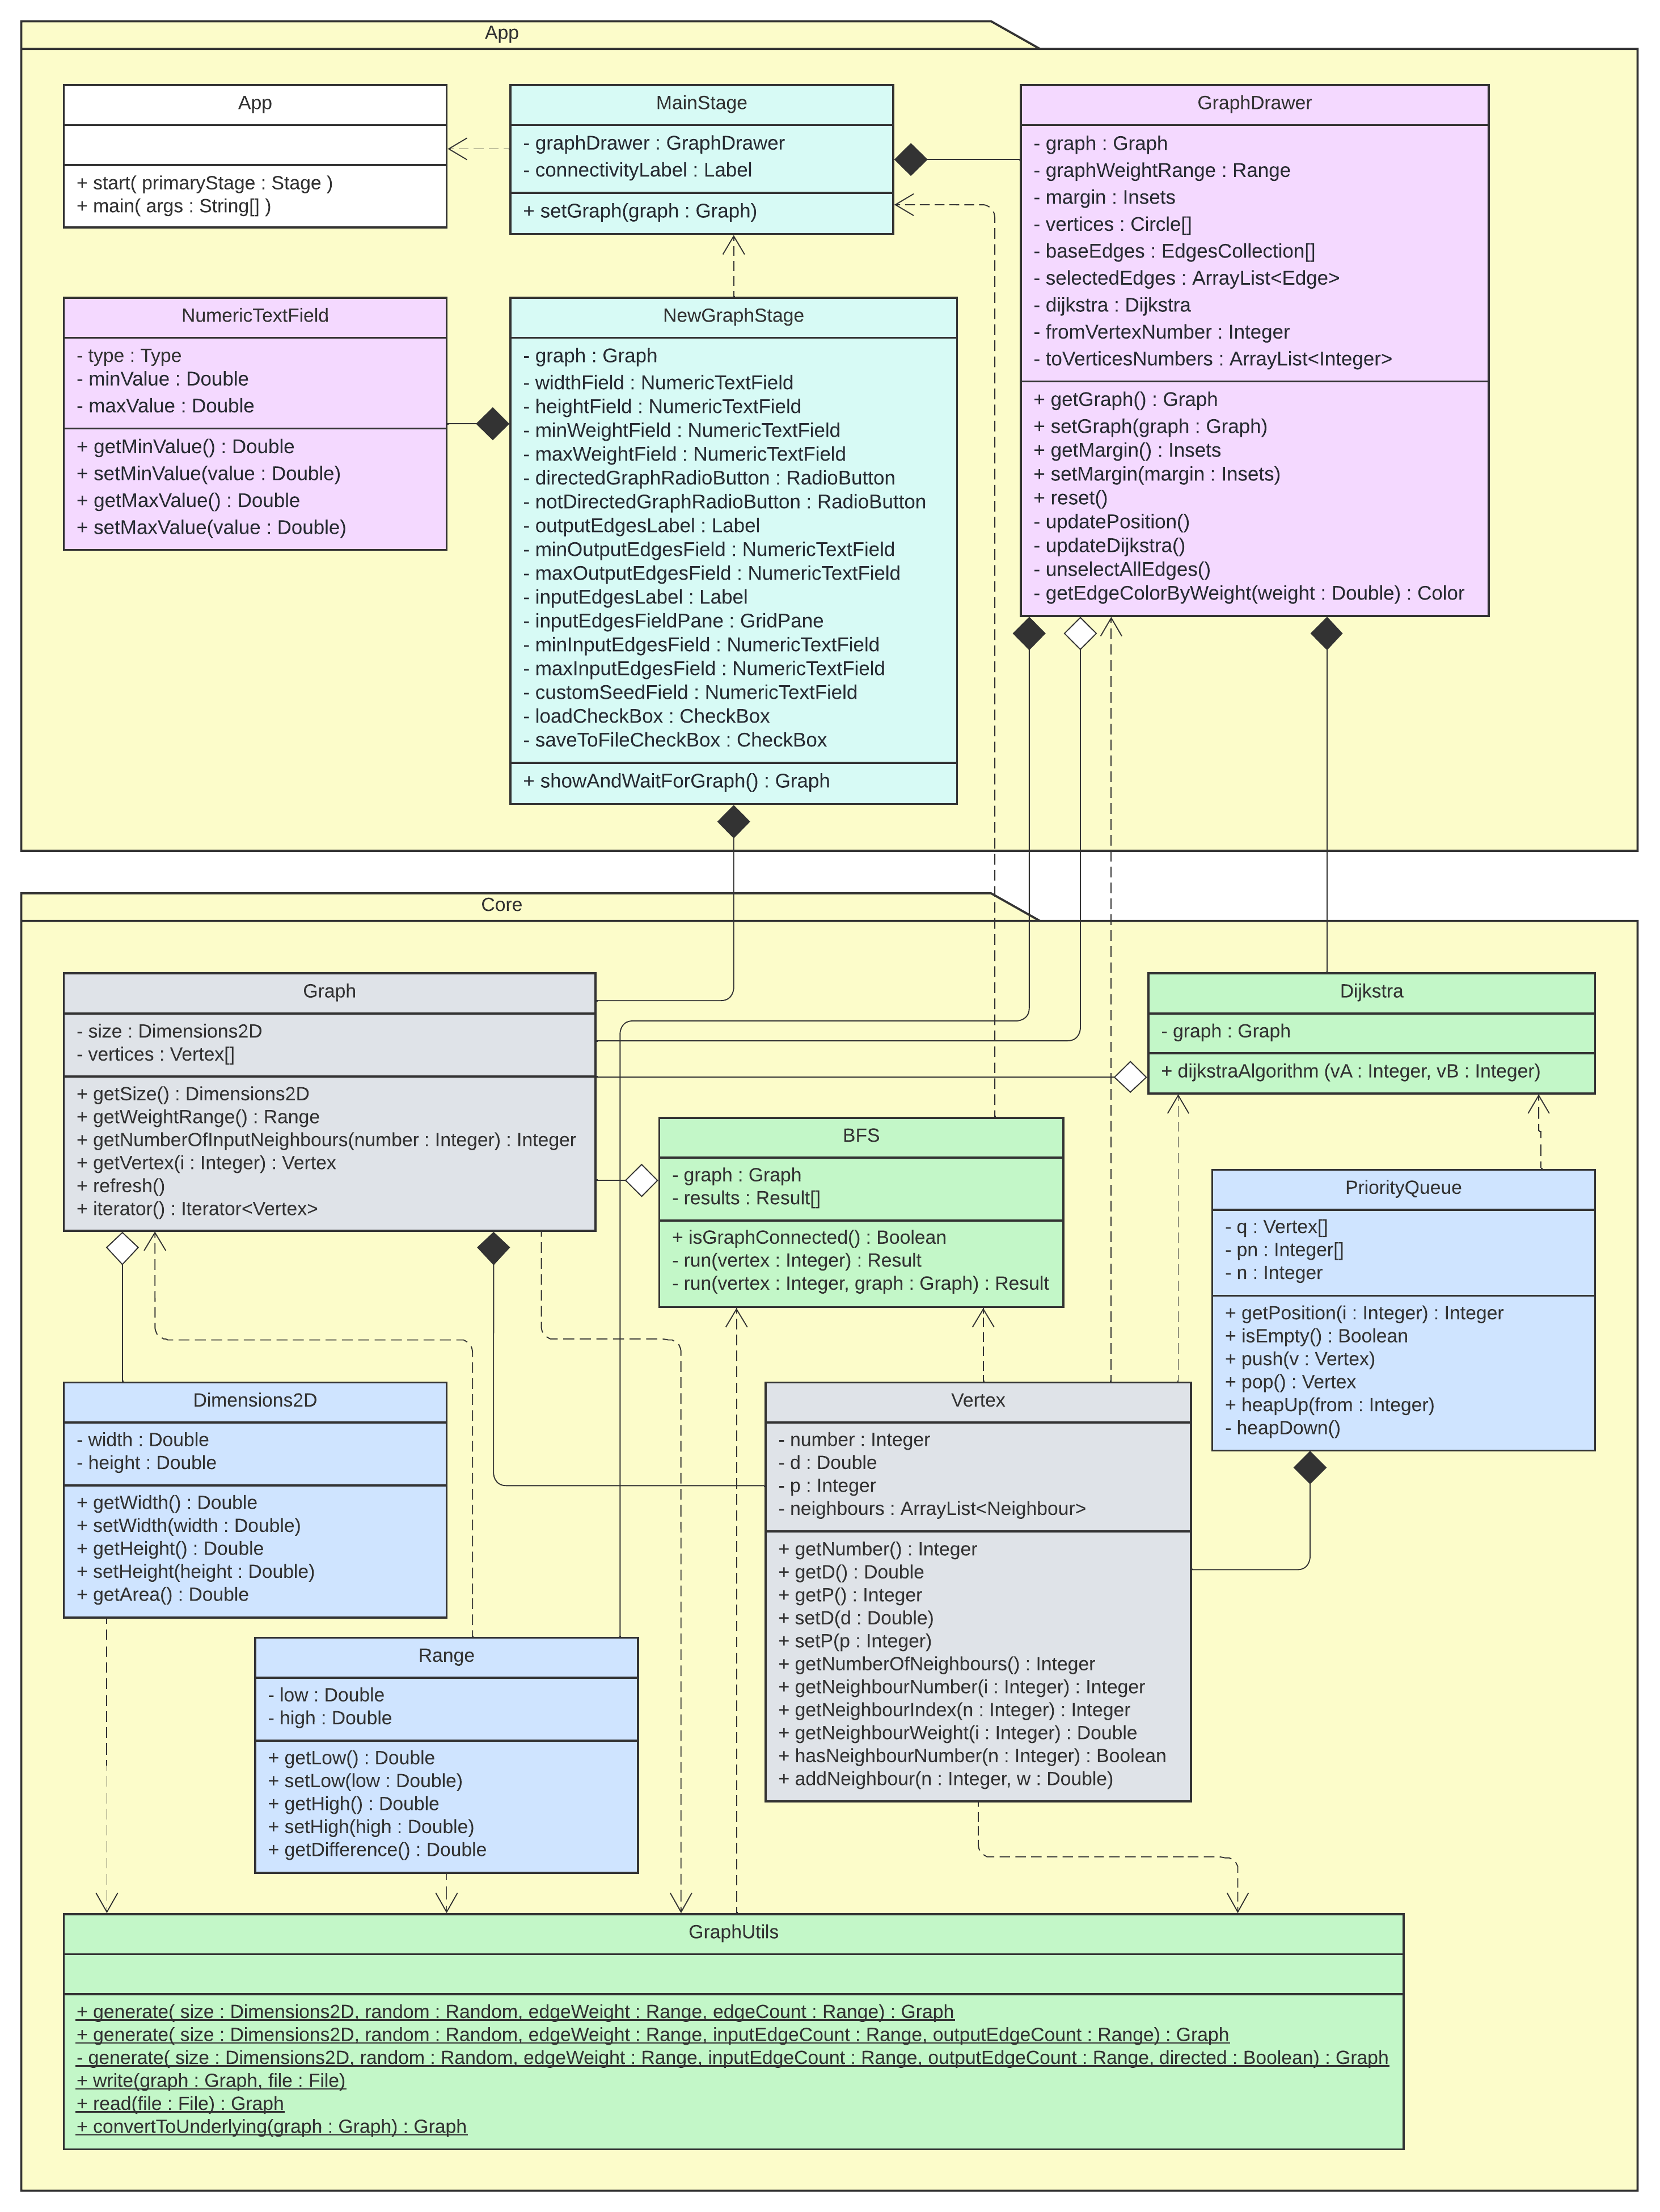 App
App
+ start( primaryStage : Stage )
+ main( args : String[] )
MainStage
- graphDrawer : GraphDrawer
- connectivityLabel : Label
+ setGraph(graph : Graph)
GraphDrawer
- graph : Graph
- graphWeightRange : Range
- margin : Insets
- vertices : Circle[]
- baseEdges : EdgesCollection[]
- selectedEdges : ArrayList<Edge>
- dijkstra : Dijkstra
- fromVertexNumber : Integer
- toVerticesNumbers : ArrayList<Integer>
+ getGraph() : Graph
+ setGraph(graph : Graph)
+ getMargin() : Insets
+ setMargin(margin : Insets)
+ reset()
- updatePosition()
- updateDijkstra()
- unselectAllEdges()
- getEdgeColorByWeight(weight : Double) : Color
NumericTextField
- type : Type
- minValue : Double
- maxValue : Double
+ getMinValue() : Double
+ setMinValue(value : Double)
+ getMaxValue() : Double
+ setMaxValue(value : Double)
NewGraphStage
- graph : Graph
- widthField : NumericTextField
- heightField : NumericTextField
- minWeightField : NumericTextField
- maxWeightField : NumericTextField
- directedGraphRadioButton : RadioButton
- notDirectedGraphRadioButton : RadioButton
- outputEdgesLabel : Label
- minOutputEdgesField : NumericTextField
- maxOutputEdgesField : NumericTextField
- inputEdgesLabel : Label
- inputEdgesFieldPane : GridPane
- minInputEdgesField : NumericTextField
- maxInputEdgesField : NumericTextField
- customSeedField : NumericTextField
- loadCheckBox : CheckBox
- saveToFileCheckBox : CheckBox
+ showAndWaitForGraph() : Graph
Core
Graph
- size : Dimensions2D
- vertices : Vertex[]
+ getSize() : Dimensions2D
+ getWeightRange() : Range
+ getNumberOfInputNeighbours(number : Integer) : Integer
+ getVertex(i : Integer) : Vertex
+ refresh()
+ iterator() : Iterator<Vertex>
Dijkstra
- graph : Graph
+ dijkstraAlgorithm (vA : Integer, vB : Integer)
BFS
- graph : Graph
- results : Result[]
+ isGraphConnected() : Boolean
- run(vertex : Integer) : Result
- run(vertex : Integer, graph : Graph) : Result
PriorityQueue
- q : Vertex[]
- pn : Integer[]
- n : Integer
+ getPosition(i : Integer) : Integer
+ isEmpty() : Boolean
+ push(v : Vertex)
+ pop() : Vertex
+ heapUp(from : Integer)
- heapDown()
Dimensions2D
- width : Double
- height : Double
+ getWidth() : Double
+ setWidth(width : Double)
+ getHeight() : Double
+ setHeight(height : Double)
+ getArea() : Double
Vertex
- number : Integer
- d : Double
- p : Integer
- neighbours : ArrayList<Neighbour>
+ getNumber() : Integer
+ getD() : Double
+ getP() : Integer
+ setD(d : Double)
+ setP(p : Integer)
+ getNumberOfNeighbours() : Integer
+ getNeighbourNumber(i : Integer) : Integer
+ getNeighbourIndex(n : Integer) : Integer
+ getNeighbourWeight(i : Integer) : Double
+ hasNeighbourNumber(n : Integer) : Boolean
+ addNeighbour(n : Integer, w : Double)
Range
- low : Double
- high : Double
+ getLow() : Double
+ setLow(low : Double)
+ getHigh() : Double
+ setHigh(high : Double)
+ getDifference() : Double
GraphUtils
+ generate( size : Dimensions2D, random : Random, edgeWeight : Range, edgeCount : Range) : Graph
+ generate( size : Dimensions2D, random : Random, edgeWeight : Range, inputEdgeCount : Range, outputEdgeCount : Range) : Graph
- generate( size : Dimensions2D, random : Random, edgeWeight : Range, inputEdgeCount : Range, outputEdgeCount : Range, directed : Boolean) : Graph
+ write(graph : Graph, file : File)
+ read(file : File) : Graph
+ convertToUnderlying(graph : Graph) : Graph